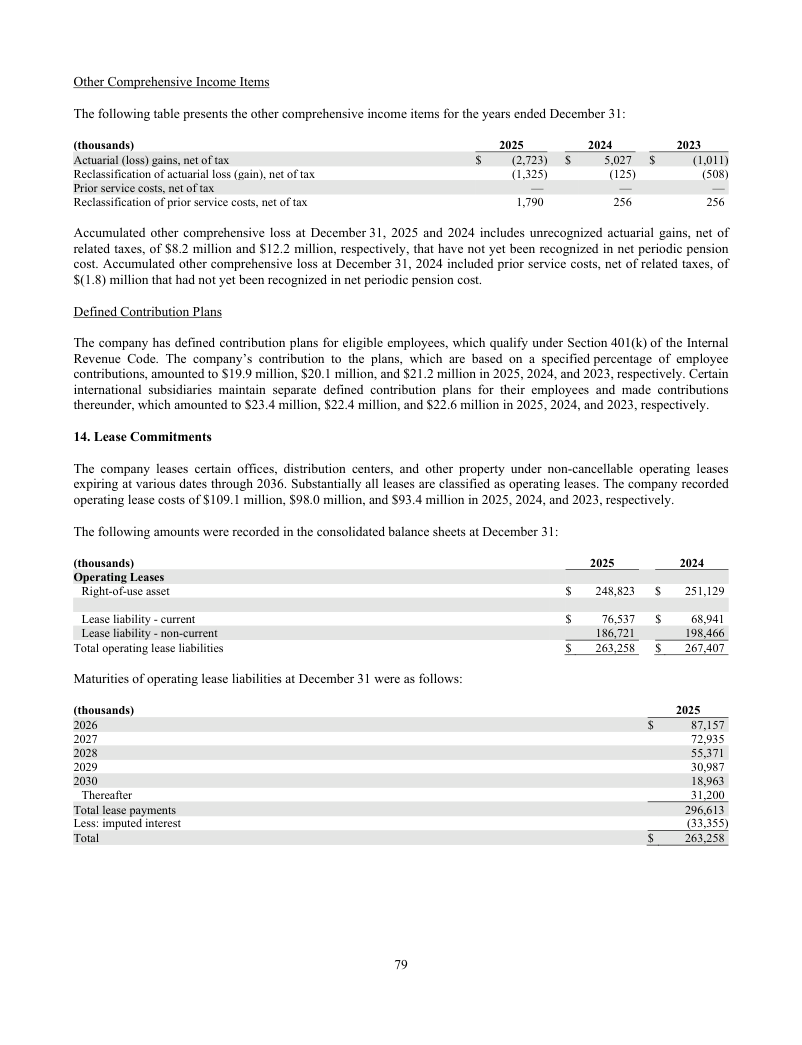 Other Comprehensive Income Items
The following table presents the other comprehensive income items for the years ended December 31:
(thousands) 2025 2024 2023
Actuarial (loss) gains, net of tax $ (2,723) $ 5,027 $ (1,011)
Reclassification of actuarial loss (gain), net of tax (1,325) (125) (508)
Prior service costs, net of tax — — —
Reclassification of prior service costs, net of tax 1,790 256 256
Accumulated other comprehensive loss at December 31, 2025 and 2024 includes unrecognized actuarial gains, net of
related taxes, of $8.2 million and $12.2 million, respectively, that have not yet been recognized in net periodic pension
cost. Accumulated other comprehensive loss at December 31, 2024 included prior service costs, net of related taxes, of
$(1.8) million that had not yet been recognized in net periodic pension cost.
Defined Contribution Plans
The company has defined contribution plans for eligible employees, which qualify under Section 401(k) of the Internal
Revenue Code. The company’s contribution to the plans, which are based on a specified percentage of employee
contributions, amounted to $19.9 million, $20.1 million, and $21.2 million in 2025, 2024, and 2023, respectively. Certain
international subsidiaries maintain separate defined contribution plans for their employees and made contributions
thereunder, which amounted to $23.4 million, $22.4 million, and $22.6 million in 2025, 2024, and 2023, respectively.
14. Lease Commitments
The company leases certain offices, distribution centers, and other property under non-cancellable operating leases
expiring at various dates through 2036. Substantially all leases are classified as operating leases. The company recorded
operating lease costs of $109.1 million, $98.0 million, and $93.4 million in 2025, 2024, and 2023, respectively.
The following amounts were recorded in the consolidated balance sheets at December 31:
(thousands) 2025 2024
Operating Leases
Right-of-use asset $ 248,823 $ 251,129
Lease liability - current $ 76,537 $ 68,941
Lease liability - non-current 186,721 198,466
Total operating lease liabilities $ 263,258 $ 267,407
Maturities of operating lease liabilities at December 31 were as follows:
(thousands) 2025
2026 $ 87,157
2027 72,935
2028 55,371
2029 30,987
2030 18,963
Thereafter 31,200
Total lease payments 296,613
Less: imputed interest (33,355)
Total $ 263,258
79